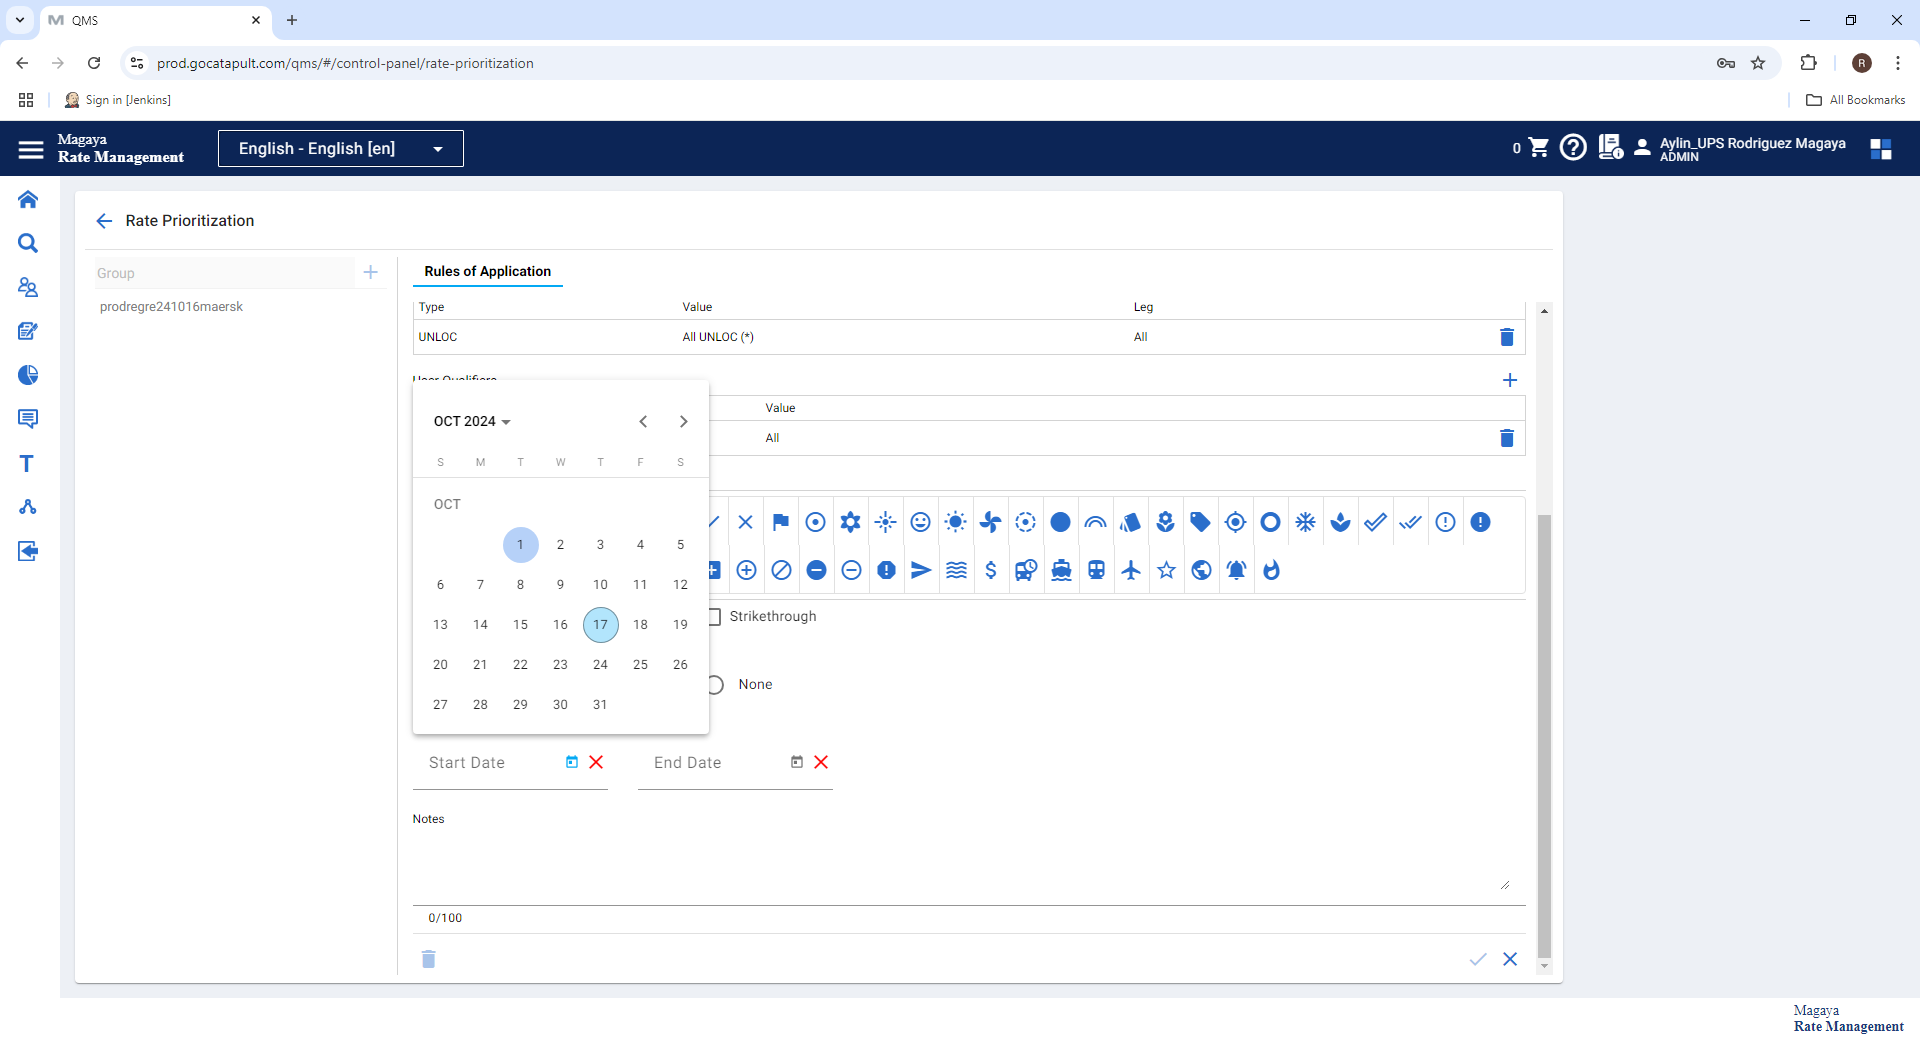 QMS
prod.gocatapult.com/qms/#/control-panel/rate-prioritization
R
Sign in [Jenkins]
All Bookmarks
Magaya
Rate Management
English - English [en]
0
Aylin_UPS Rodriguez Magaya
ADMIN
Rate Prioritization
Group
prodregre241016maersk
Rules of Application
Type Value Leg
UNLOC All UNLOC (*) All
User Qualifiers
Value
All
OCT 2024
S M T W T F S
OCT
1 2 3 4 5
6 7 8 9 10 11 12
13 14 15 16 17 18 19
20 21 22 23 24 25 26
27 28 29 30 31
Strikethrough
None
Start Date End Date
Notes
0/100
Magaya
Rate Management